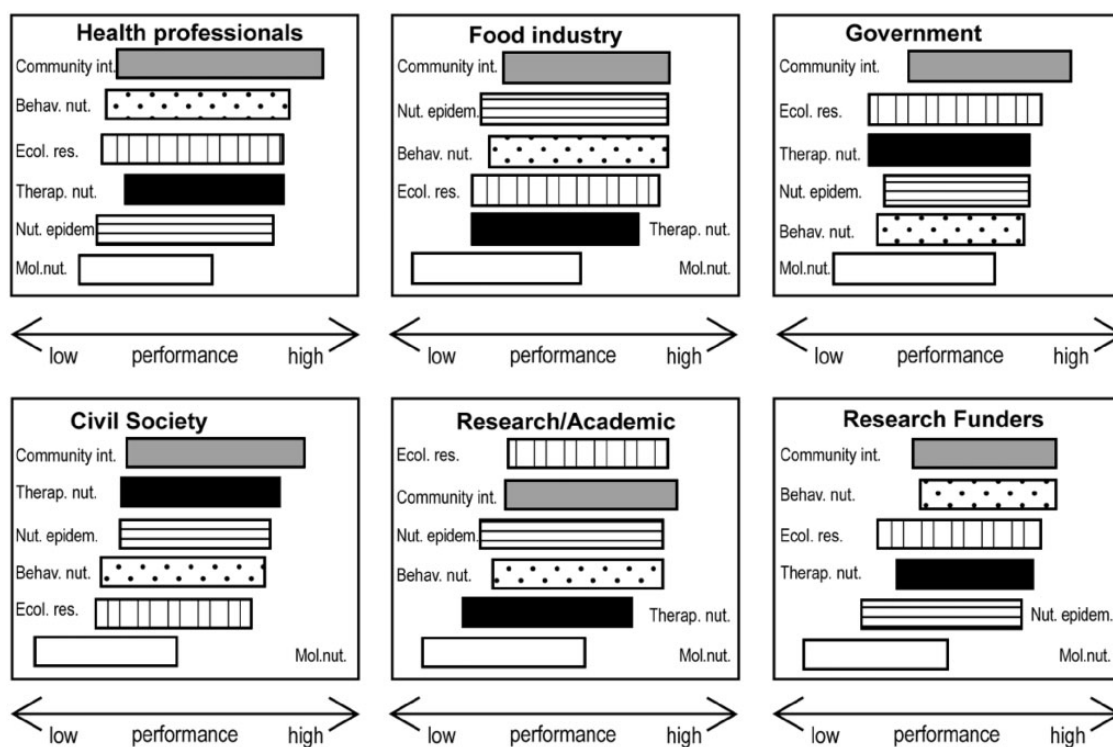 Health professionals
Community int.
Behav. nut.
Ecol. res.
Therap. nut.
Nut. epidem.
Mol.nut.
low performance high
Food industry
Community int.
Nut. epidem.
Behav. nut.
Ecol. res.
Therap. nut.
Mol.nut.
low performance high
Government
Community int.
Ecol. res.
Therap. nut.
Nut. epidem.
Behav. nut.
Mol.nut.
low performance high
Civil Society
Community int.
Therap. nut.
Nut. epidem.
Behav. nut.
Ecol. res.
Mol.nut.
low performance high
Research/Academic
Ecol. res.
Community int.
Nut. epidem.
Behav. nut.
Therap. nut.
Mol.nut.
low performance high
Research Funders
Community int.
Behav. nut.
Ecol. res.
Therap. nut.
Nut. epidem.
Mol.nut.
low performance high